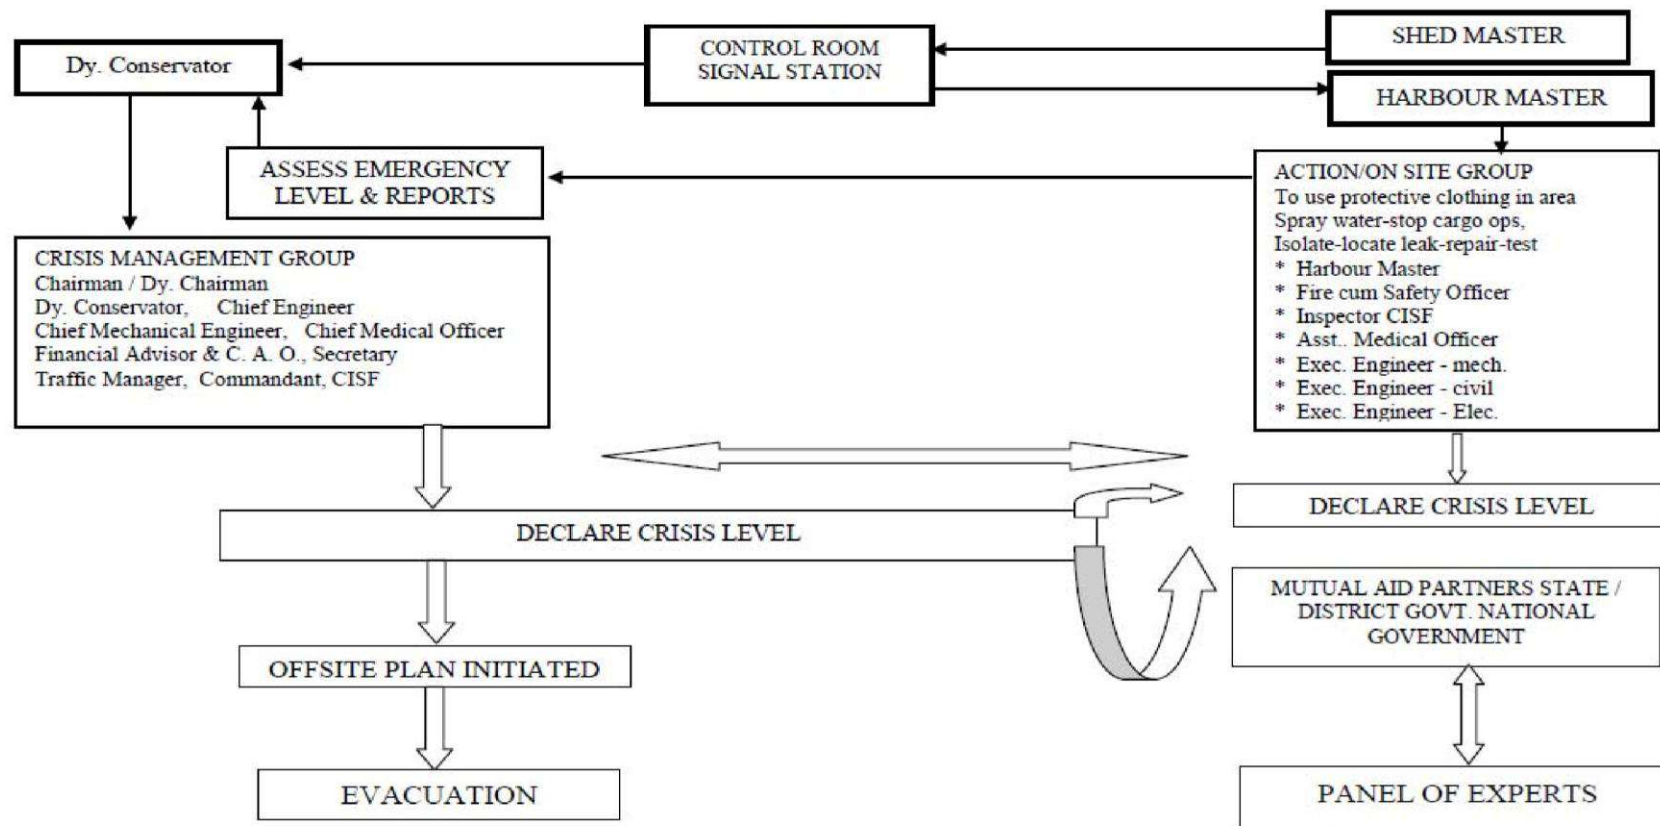 SHED MASTER
CONTROL ROOM
SIGNAL STATION
Dy. Conservator
HARBOUR MASTER
ASSESS EMERGENCY
LEVEL & REPORTS
ACTION/ON SITE GROUP
To use protective clothing in area
Spray water-stop cargo ops,
Isolate-locate leak-repair-test
* Harbour Master
* Fire cum Safety Officer
* Inspector CISF
* Asst.. Medical Officer
* Exec. Engineer - mech.
* Exec. Engineer - civil
* Exec. Engineer - Elec.
CRISIS MANAGEMENT GROUP
Chairman / Dy. Chairman
Dy. Conservator, Chief Engineer
Chief Mechanical Engineer, Chief Medical Officer
Financial Advisor & C. A. O., Secretary
Traffic Manager, Commandant, CISF
DECLARE CRISIS LEVEL
DECLARE CRISIS LEVEL
MUTUAL AID PARTNERS STATE /
DISTRICT GOVT. NATIONAL
GOVERNMENT
OFFSITE PLAN INITIATED
EVACUATION
PANEL OF EXPERTS